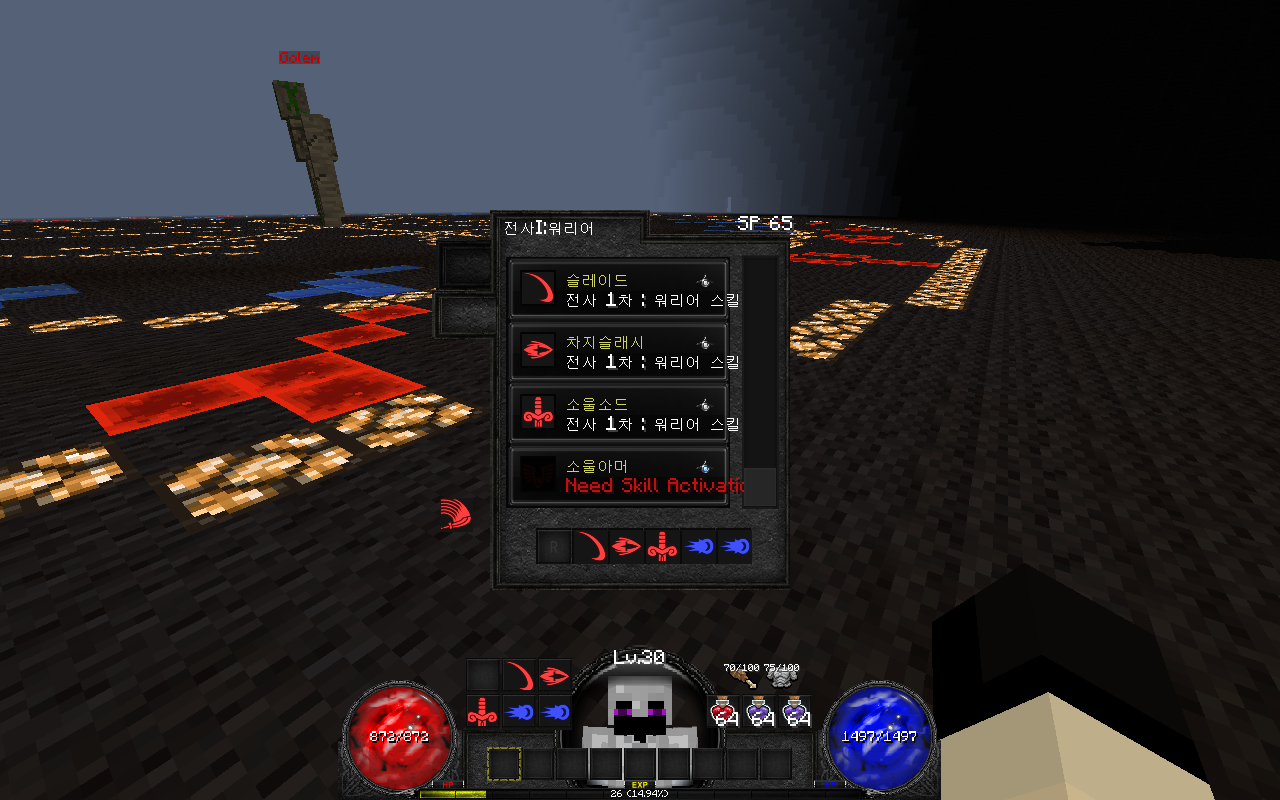 Golem
전사I:워리어
SP 65
슬레이드
전사 1차 : 워리어 스킬
차지슬래시
전사 1차 : 워리어 스킬
소울소드
전사 1차 : 워리어 스킬
소울아머
Need Skill Activatio
R
Lv.30
70/100 75/100
64 64 64
872/872
1497/1497
HP
EXP
26 (14.94%)